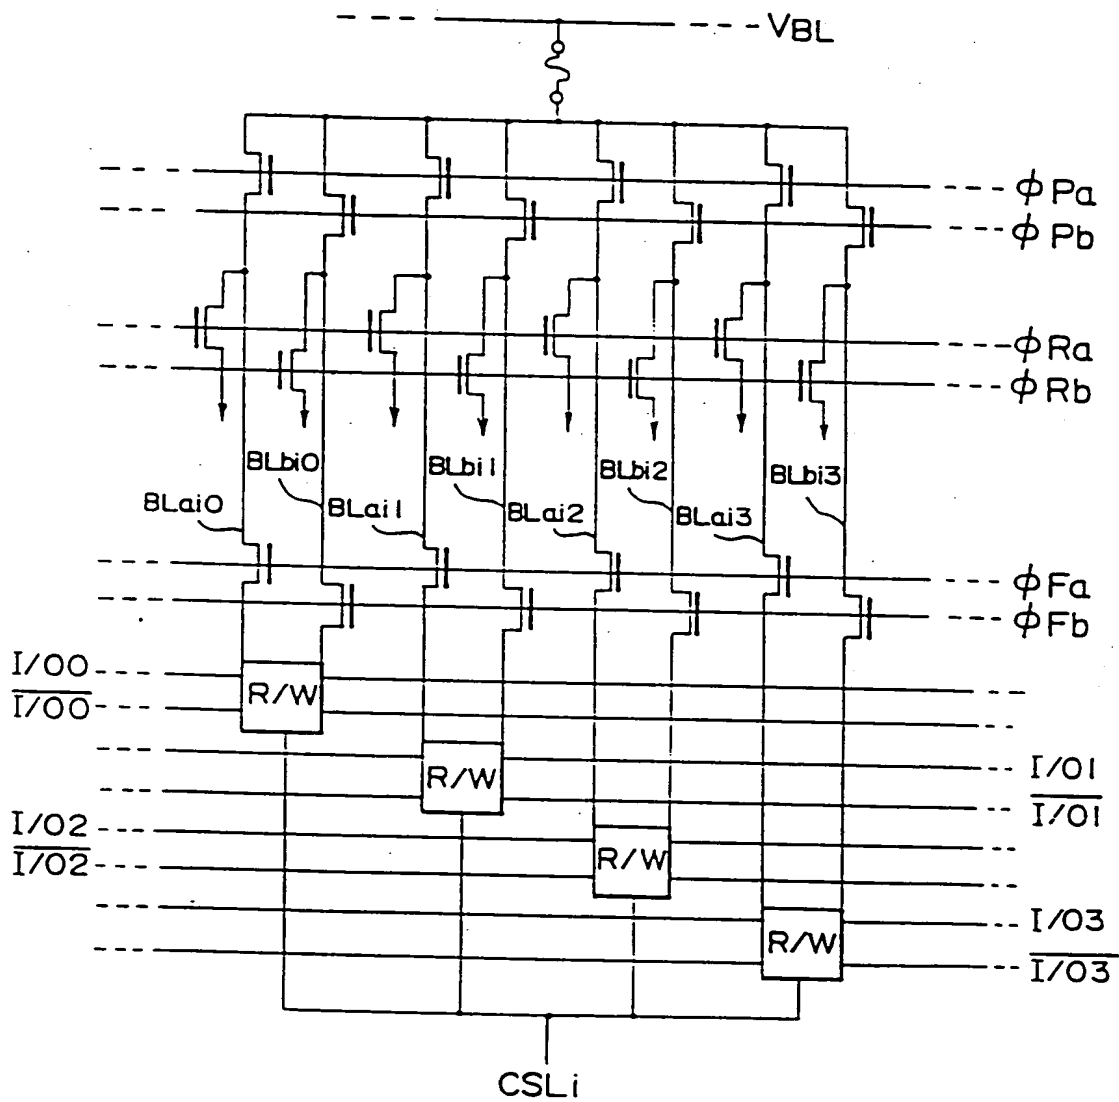 VBL
ϕPa
ϕPb
ϕRa
ϕRb
BLai0
BLbi0
BLai1
BLbi1
BLai2
BLbi2
BLai3
BLbi3
ϕFa
ϕFb
I/O0
I/O0
R/W
R/W
I/O1
I/O1
I/O2
I/O2
R/W
R/W
I/O3
I/O3
CSLi